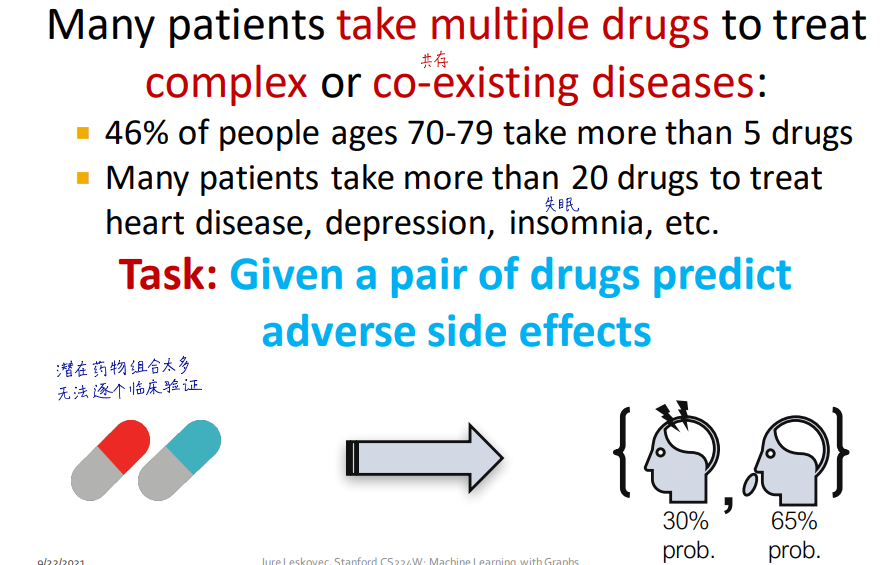 Many patients take multiple drugs to treat
共存
complex or co-existing diseases:
46% of people ages 70-79 take more than 5 drugs
Many patients take more than 20 drugs to treat
失眠
heart disease, depression, insomnia, etc.
Task: Given a pair of drugs predict
adverse side effects
潜在药物组合太多
无法逐个临床验证
{ , }
30% 65%
prob. prob.
9/22/2021 Jure Leskovec, Stanford CS224W: Machine Learning with Graphs